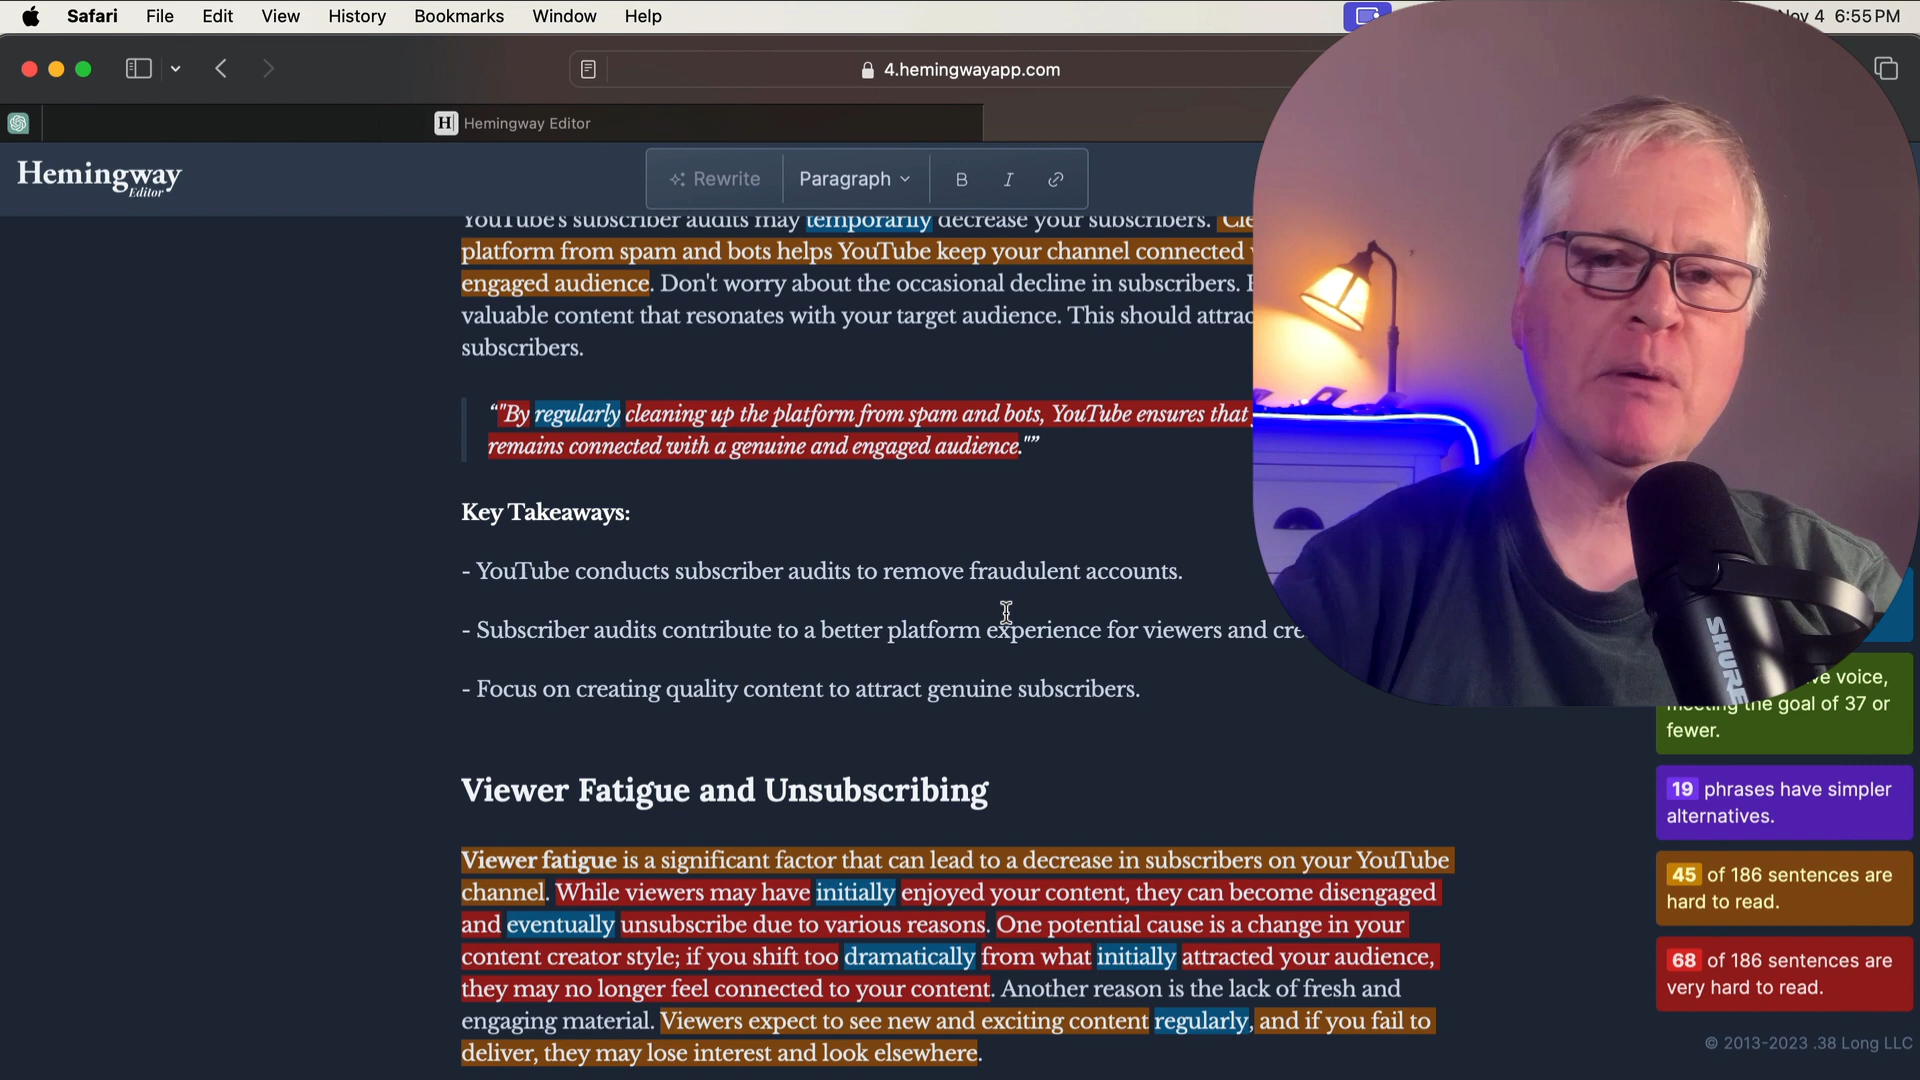 Safari File Edit View History Bookmarks Window Help
Nov 4 6:55 PM
4.hemingwayapp.com
H Hemingway Editor
Hemingway
Editor
Rewrite Paragraph B I
YouTube's subscriber audits may temporarily decrease your subscribers.
platform from spam and bots helps YouTube keep your channel connected
engaged audience. Don't worry about the occasional decline in subscribers.
valuable content that resonates with your target audience. This should
subscribers.
“"By regularly cleaning up the platform from spam and bots, YouTube ensures that
remains connected with a genuine and engaged audience."”
Key Takeaways:
- YouTube conducts subscriber audits to remove fraudulent accounts.
- Subscriber audits contribute to a better platform experience for viewers and
- Focus on creating quality content to attract genuine subscribers.
Viewer Fatigue and Unsubscribing
Viewer fatigue is a significant factor that can lead to a decrease in subscribers on your YouTube
channel. While viewers may have initially enjoyed your content, they can become disengaged
and eventually unsubscribe due to various reasons. One potential cause is a change in your
content creator style; if you shift too dramatically from what initially attracted your audience,
they may no longer feel connected to your content. Another reason is the lack of fresh and
engaging material. Viewers expect to see new and exciting content regularly, and if you fail to
deliver, they may lose interest and look elsewhere.
SHURE
voice,
meeting the goal of 37 or
fewer.
19 phrases have simpler
alternatives.
45 of 186 sentences are
hard to read.
68 of 186 sentences are
very hard to read.
© 2013-2023 .38 Long LLC